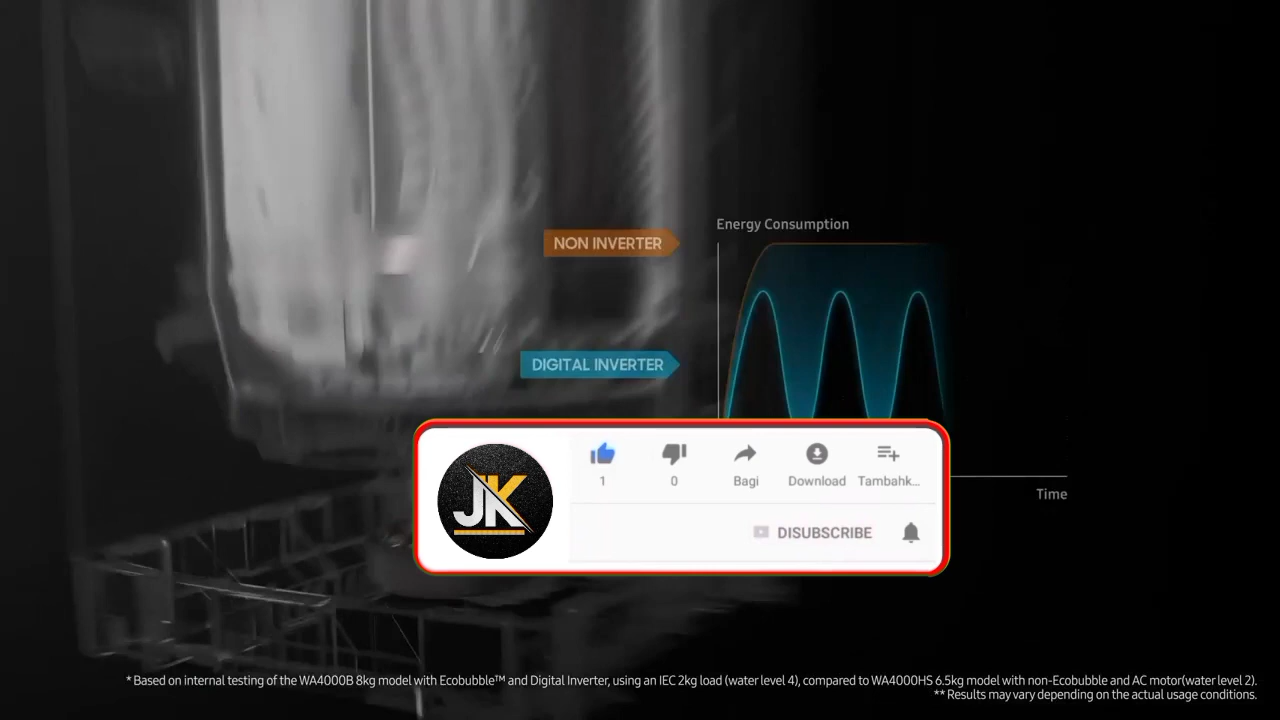 Energy Consumption
NON INVERTER
DIGITAL INVERTER
Time
JK
1
0
Bagi
Download
Tambahk...
DISUBSCRIBE
* Based on internal testing of the WA4000B 8kg model with Ecobubble™ and Digital Inverter, using an IEC 2kg load (water level 4), compared to WA4000HS 6.5kg model with non-Ecobubble and AC motor(water level 2).
** Results may vary depending on the actual usage conditions.